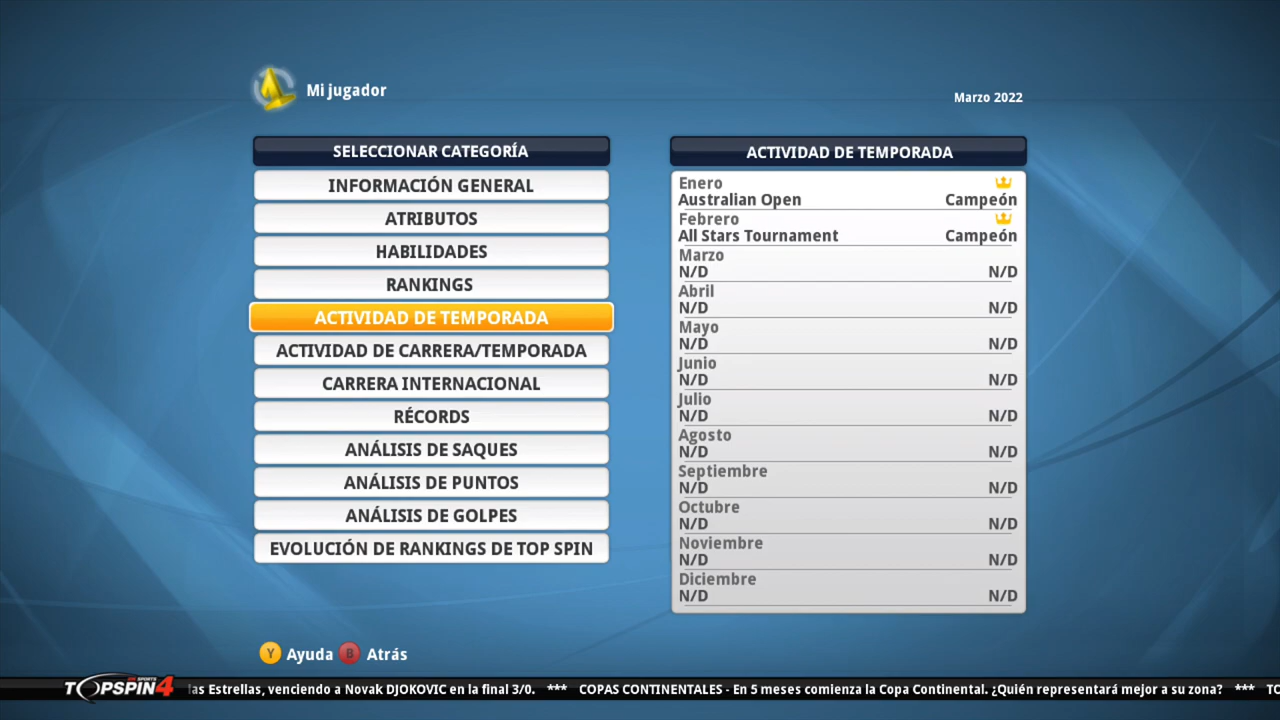 Mi jugador
Marzo 2022
SELECCIONAR CATEGORÍA
INFORMACIÓN GENERAL
ATRIBUTOS
HABILIDADES
RANKINGS
ACTIVIDAD DE TEMPORADA
ACTIVIDAD DE CARRERA/TEMPORADA
CARRERA INTERNACIONAL
RÉCORDS
ANÁLISIS DE SAQUES
ANÁLISIS DE PUNTOS
ANÁLISIS DE GOLPES
EVOLUCIÓN DE RANKINGS DE TOP SPIN
ACTIVIDAD DE TEMPORADA
Enero
Australian Open Campeón
Febrero
All Stars Tournament Campeón
Marzo
N/D N/D
Abril
N/D N/D
Mayo
N/D N/D
Junio
N/D N/D
Julio
N/D N/D
Agosto
N/D N/D
Septiembre
N/D N/D
Octubre
N/D N/D
Noviembre
N/D N/D
Diciembre
N/D N/D
Y Ayuda B Atrás
TOPSPIN 4 las Estrellas, venciendo a Novak DJOKOVIC en la final 3/0. *** COPAS CONTINENTALES - En 5 meses comienza la Copa Continental. ¿Quién representará mejor a su zona? *** TO